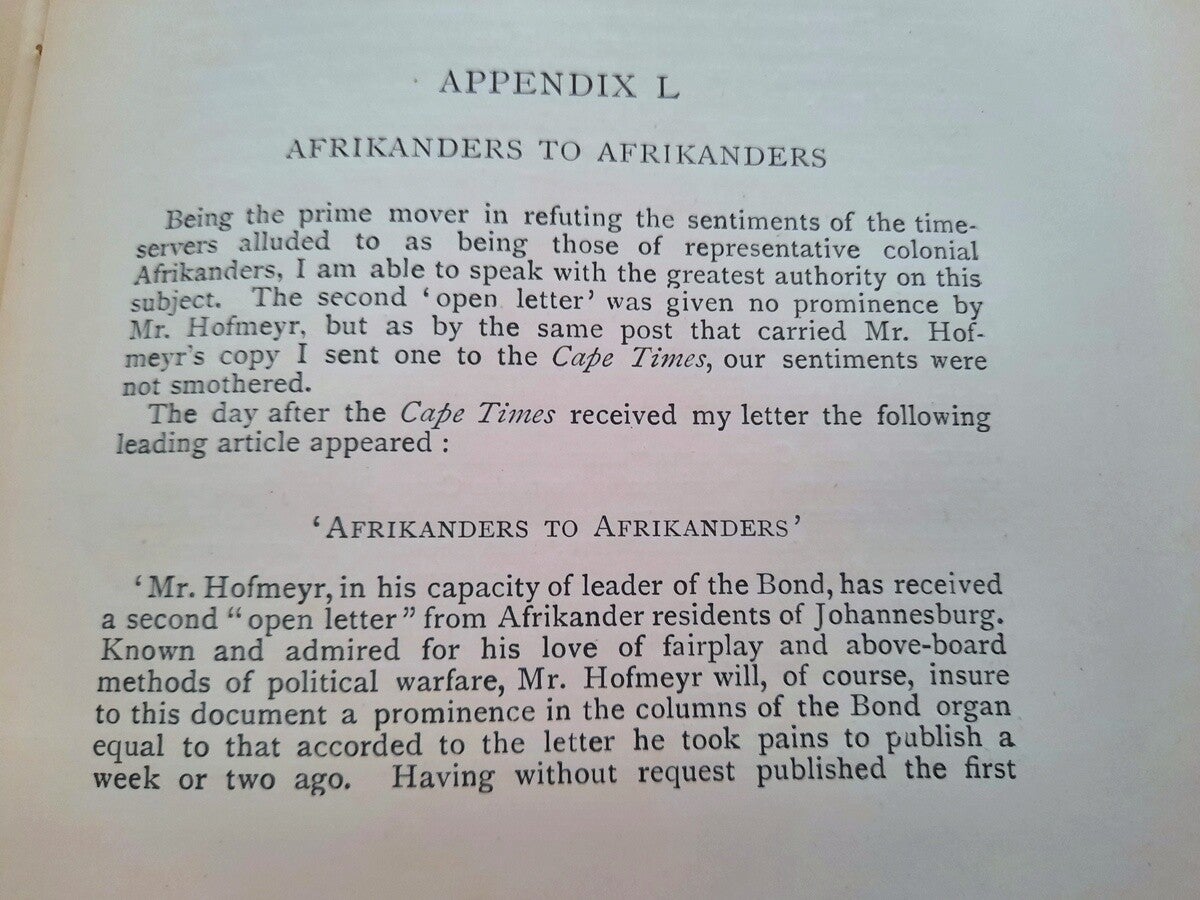 APPENDIX L
AFRIKANDERS TO AFRIKANDERS
Being the prime mover in refuting the sentiments of the time-
servers alluded to as being those of representative colonial
Afrikanders, I am able to speak with the greatest authority on this
subject. The second ‘open letter’ was given no prominence by
Mr. Hofmeyr, but as by the same post that carried Mr. Hof-
meyr's copy I sent one to the Cape Times, our sentiments were
not smothered.
The day after the Cape Times received my letter the following
leading article appeared :
‘AFRIKANDERS TO AFRIKANDERS’
‘Mr. Hofmeyr, in his capacity of leader of the Bond, has received
a second “open letter” from Afrikander residents of Johannesburg.
Known and admired for his love of fairplay and above-board
methods of political warfare, Mr. Hofmeyr will, of course, insure
to this document a prominence in the columns of the Bond organ
equal to that accorded to the letter he took pains to publish a
week or two ago. Having without request published the first